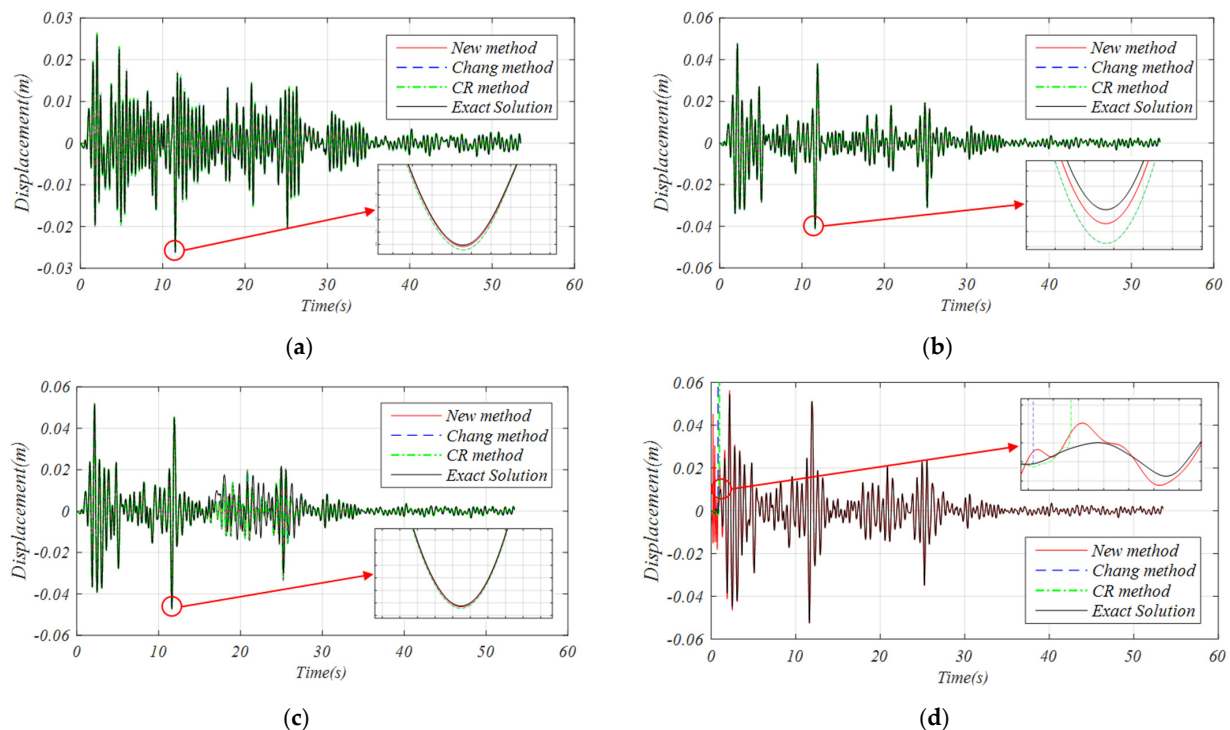 0.03
0.02
0.01
0
-0.01
-0.02
-0.03
Displacement(m)
New method
Chang method
CR method
Exact Solution
0 10 20 30 40 50 60
Time(s)
(a)
0.06
0.04
0.02
0
-0.02
-0.04
-0.06
Displacement(m)
New method
Chang method
CR method
Exact Solution
0 10 20 30 40 50 60
Time(s)
(b)
0.06
0.04
0.02
0
-0.02
-0.04
-0.06
Displacement(m)
New method
Chang method
CR method
Exact Solution
0 10 20 30 40 50 60
Time(s)
(c)
0.06
0.04
0.02
0
-0.02
-0.04
-0.06
Displacement(m)
New method
Chang method
CR method
Exact Solution
0 10 20 30 40 50 60
Time(s)
(d)